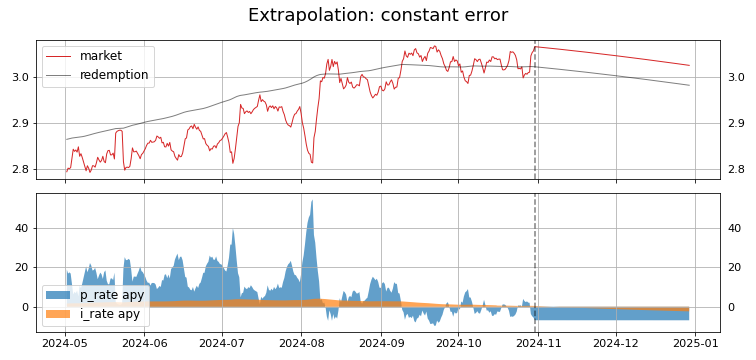 Extrapolation: constant error
market
redemption
3.0 3.0
2.9 2.9
2.8 2.8
40 40
20 20
0 0
p_rate apy
i_rate apy
2024-05 2024-06 2024-07 2024-08 2024-09 2024-10 2024-11 2024-12 2025-01